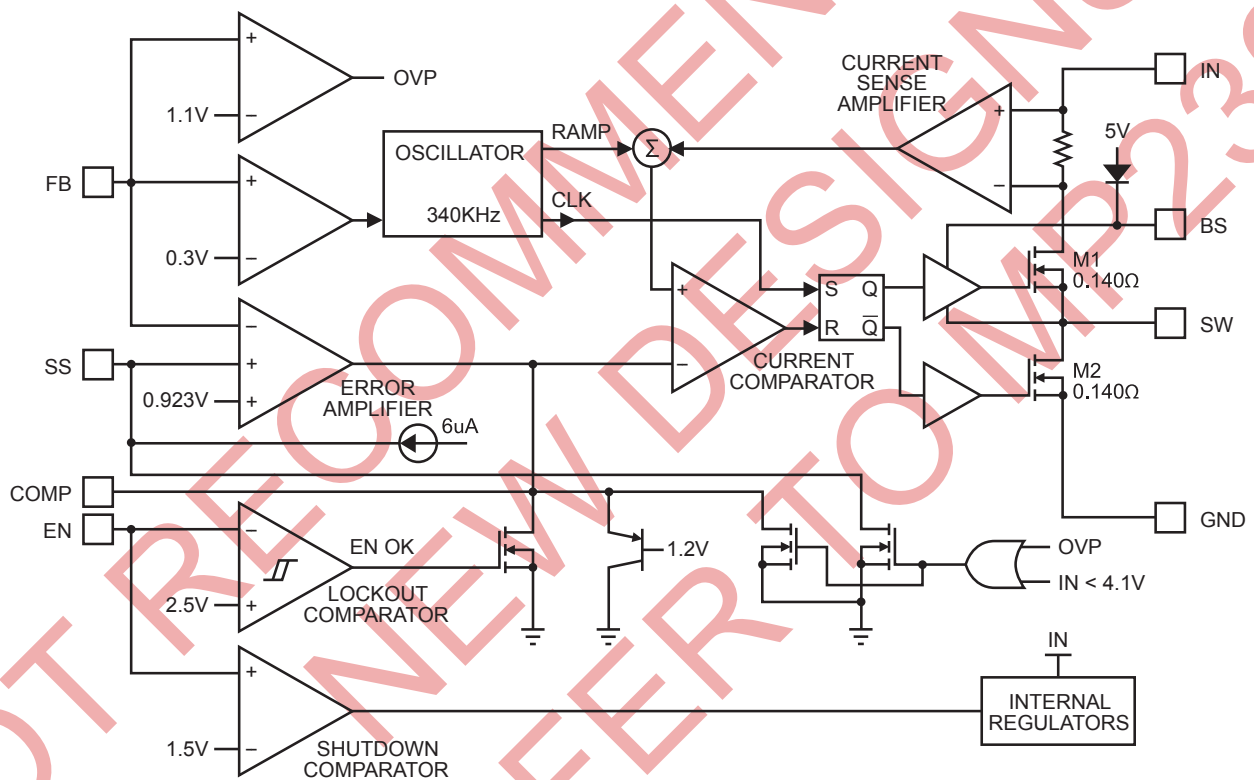 NOT RECOMMEN
NEW DESIGNS
REFER TO MP23
+
OVP
1.1V
–
FB
+
0.3V
–
OSCILLATOR
340KHz
RAMP
CLK
Σ
CURRENT
SENSE
AMPLIFIER
+
–
IN
5V
BS
M1
0.140Ω
SW
M2
0.140Ω
GND
S Q
R Q̅
+
–
CURRENT
COMPARATOR
–
SS
+
0.923V
+
ERROR
AMPLIFIER
6uA
COMP
EN
–
EN OK
2.5V
+
LOCKOUT
COMPARATOR
1.2V
OVP
IN < 4.1V
+
1.5V
–
SHUTDOWN
COMPARATOR
IN
INTERNAL
REGULATORS